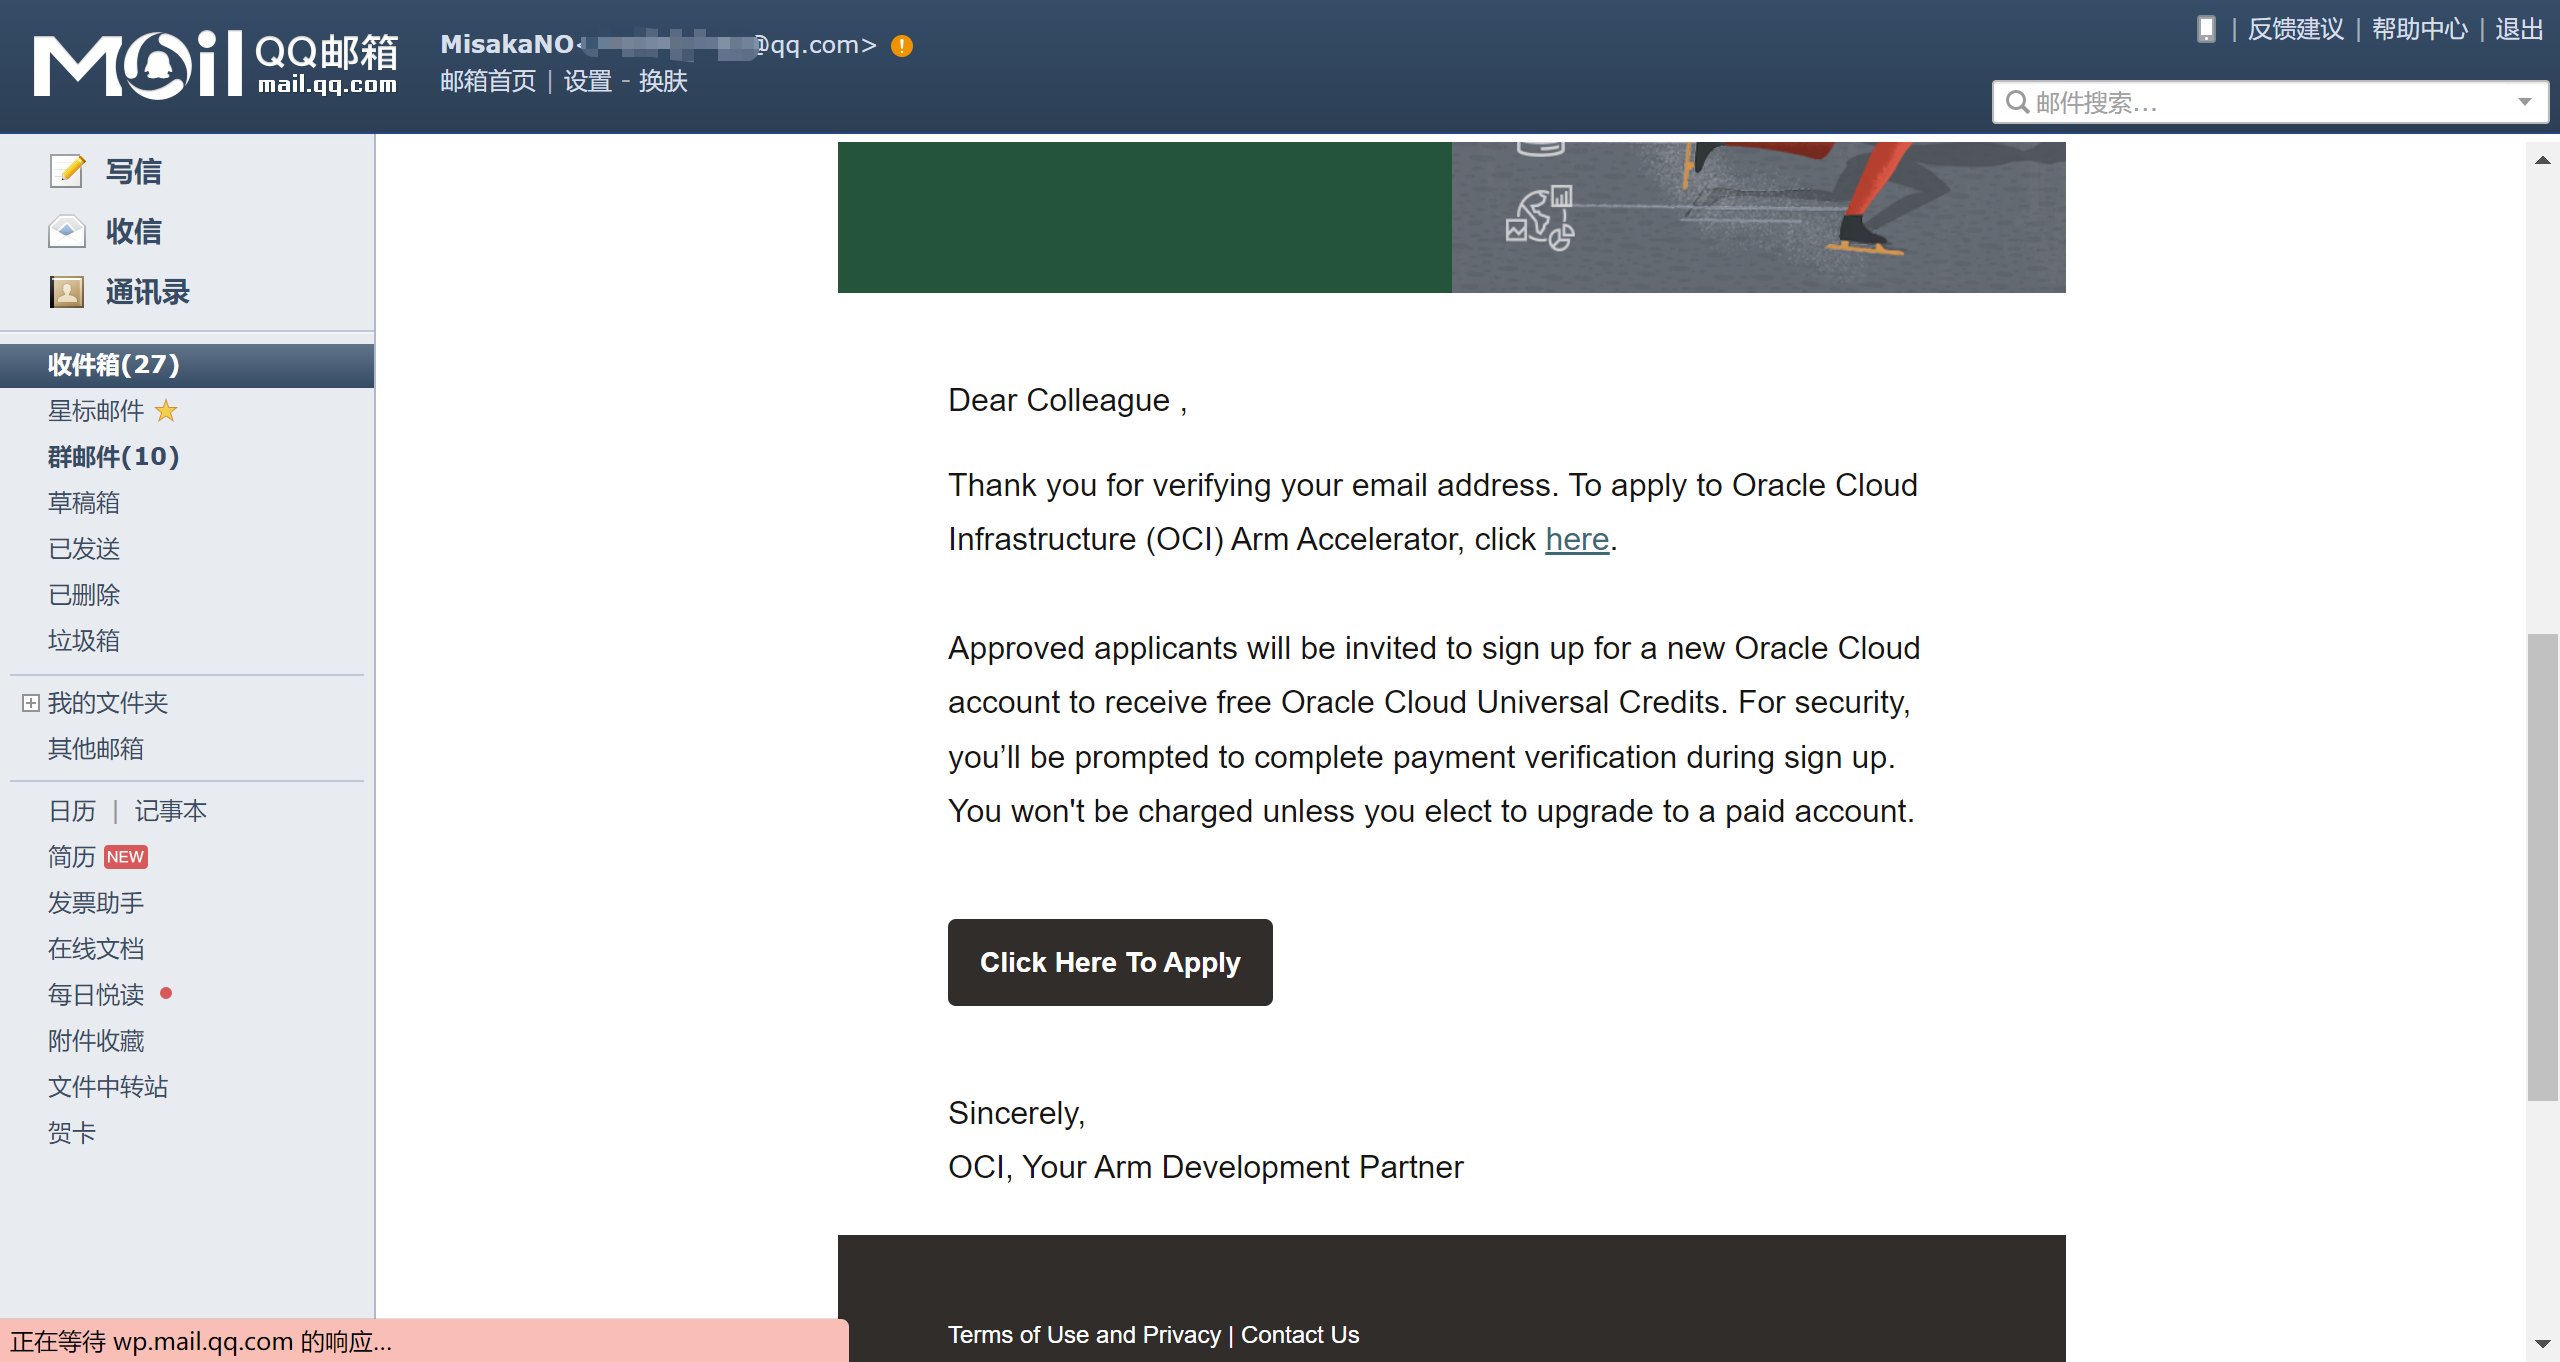 Mail QQ邮箱
mail.qq.com
MisakaNO< @qq.com>
邮箱首页 | 设置 - 换肤
| 反馈建议 | 帮助中心 | 退出
邮件搜索...
写信
收信
通讯录
收件箱(27)
星标邮件
群邮件(10)
草稿箱
已发送
已删除
垃圾箱
我的文件夹
其他邮箱
日历 | 记事本
简历 NEW
发票助手
在线文档
每日悦读
附件收藏
文件中转站
贺卡
Dear Colleague ,
Thank you for verifying your email address. To apply to Oracle Cloud
Infrastructure (OCI) Arm Accelerator, click here.
Approved applicants will be invited to sign up for a new Oracle Cloud
account to receive free Oracle Cloud Universal Credits. For security,
you’ll be prompted to complete payment verification during sign up.
You won't be charged unless you elect to upgrade to a paid account.
Click Here To Apply
Sincerely,
OCI, Your Arm Development Partner
Terms of Use and Privacy | Contact Us
正在等待 wp.mail.qq.com 的响应...